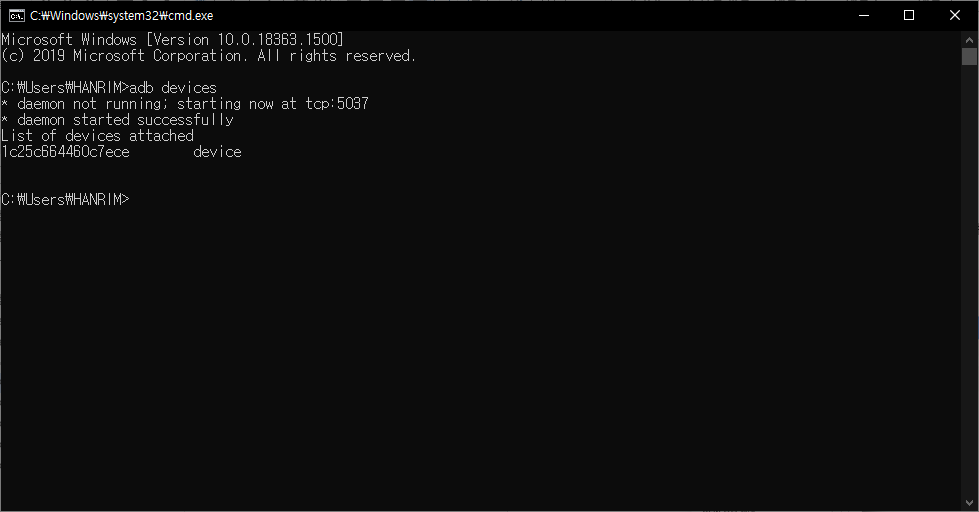 C:₩Windows₩system32₩cmd.exe
Microsoft Windows [Version 10.0.18363.1500]
(c) 2019 Microsoft Corporation. All rights reserved.
C:₩Users₩HANRIM>adb devices
* daemon not running; starting now at tcp:5037
* daemon started successfully
List of devices attached
1c25c664460c7ece device
C:₩Users₩HANRIM>